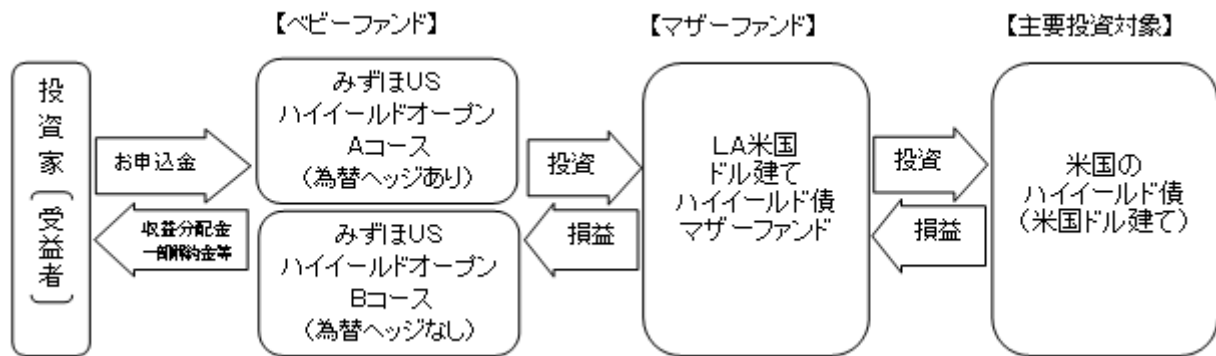 【ベビーファンド】
【マザーファンド】
【主要投資対象】
投資家(受益者)
お申込金
収益分配金
一部解約金等
みずほUS
ハイイールドオープン
Aコース
(為替ヘッジあり)
みずほUS
ハイイールドオープン
Bコース
(為替ヘッジなし)
投資
損益
LA米国
ドル建て
ハイイールド債
マザーファンド
投資
損益
米国の
ハイイールド債
(米国ドル建て)